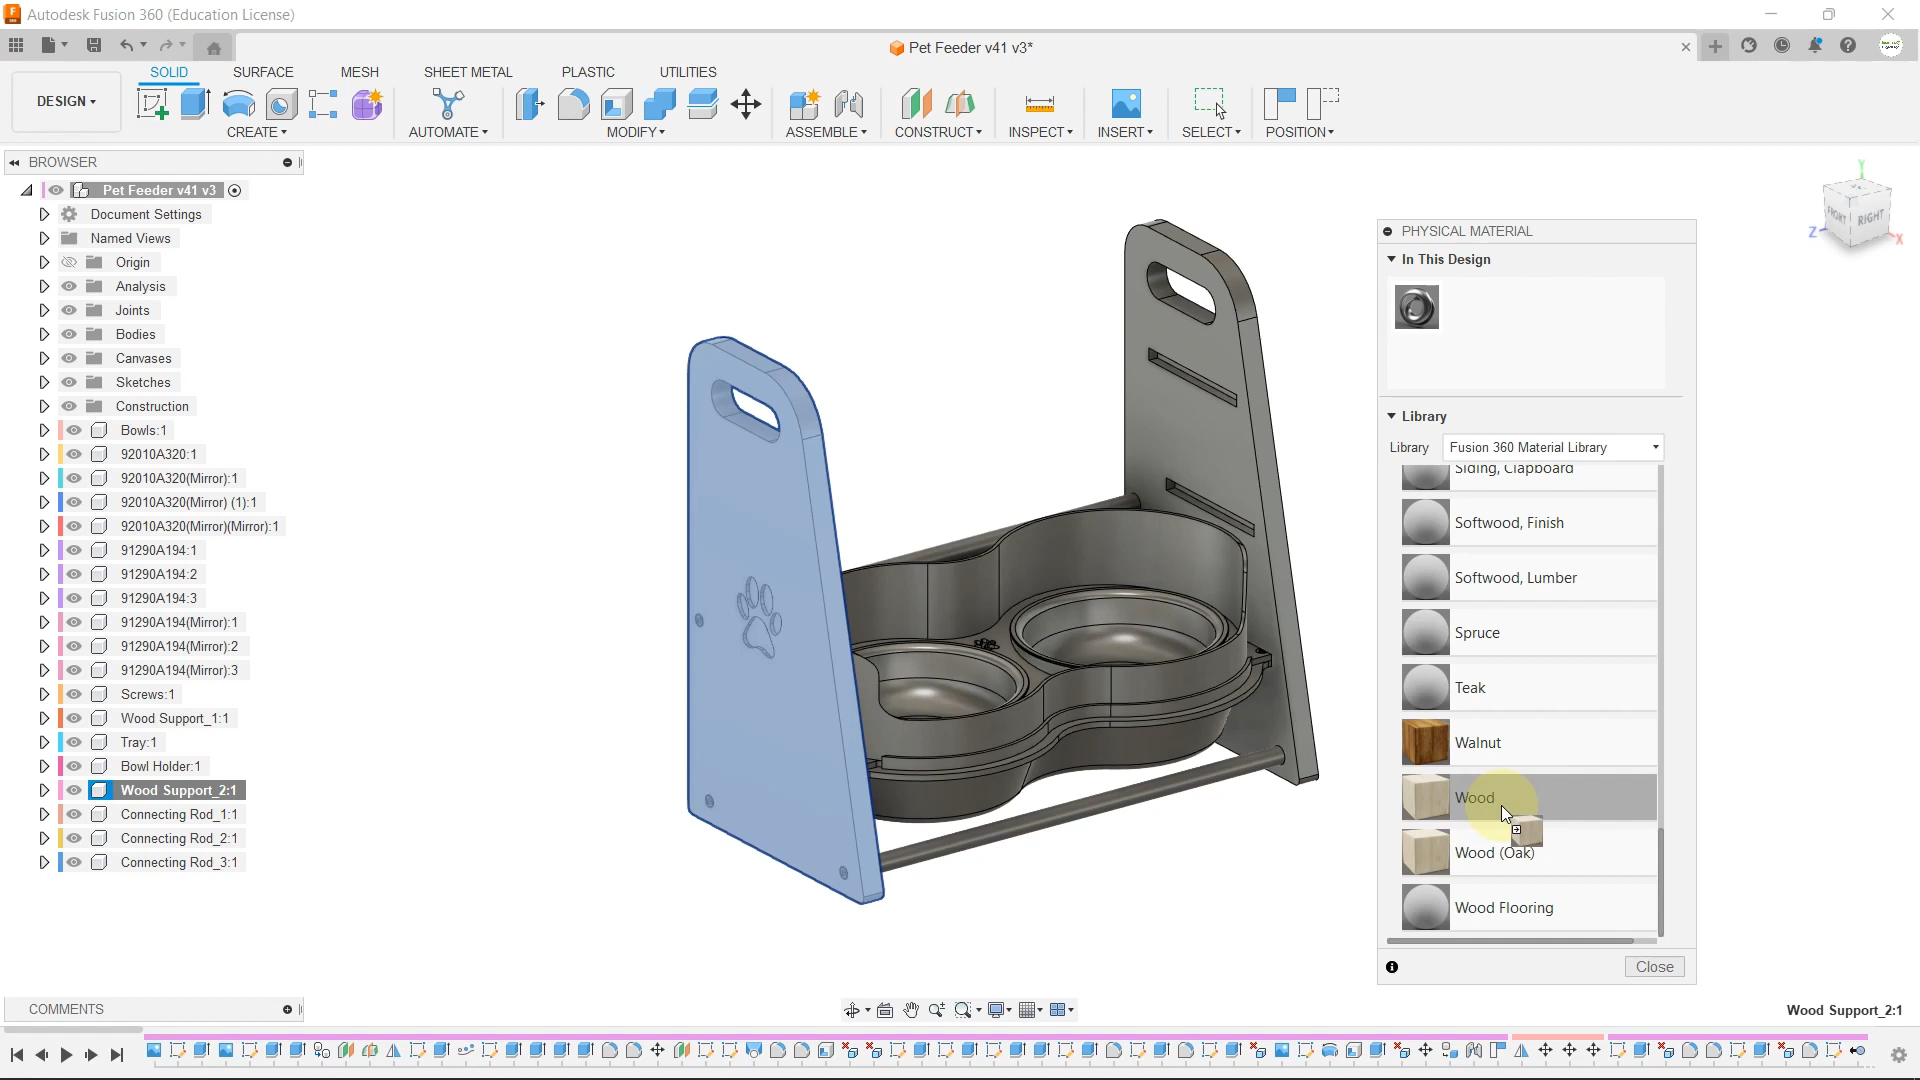 Autodesk Fusion 360 (Education License)
Pet Feeder v41 v3*
SOLID SURFACE MESH SHEET METAL PLASTIC UTILITIES
DESIGN
CREATE AUTOMATE MODIFY ASSEMBLE CONSTRUCT INSPECT INSERT SELECT POSITION
BROWSER
Pet Feeder v41 v3
Document Settings
Named Views
Origin
Analysis
Joints
Bodies
Canvases
Sketches
Construction
Bowls:1
92010A320:1
92010A320(Mirror):1
92010A320(Mirror) (1):1
92010A320(Mirror)(Mirror):1
91290A194:1
91290A194:2
91290A194:3
91290A194(Mirror):1
91290A194(Mirror):2
91290A194(Mirror):3
Screws:1
Wood Support_1:1
Tray:1
Bowl Holder:1
Wood Support_2:1
Connecting Rod_1:1
Connecting Rod_2:1
Connecting Rod_3:1
COMMENTS
Y
FRONT RIGHT
Z X
PHYSICAL MATERIAL
In This Design
Library
Library Fusion 360 Material Library
Siding, Clapboard
Softwood, Finish
Softwood, Lumber
Spruce
Teak
Walnut
Wood
Wood (Oak)
Wood Flooring
Close
Wood Support_2:1